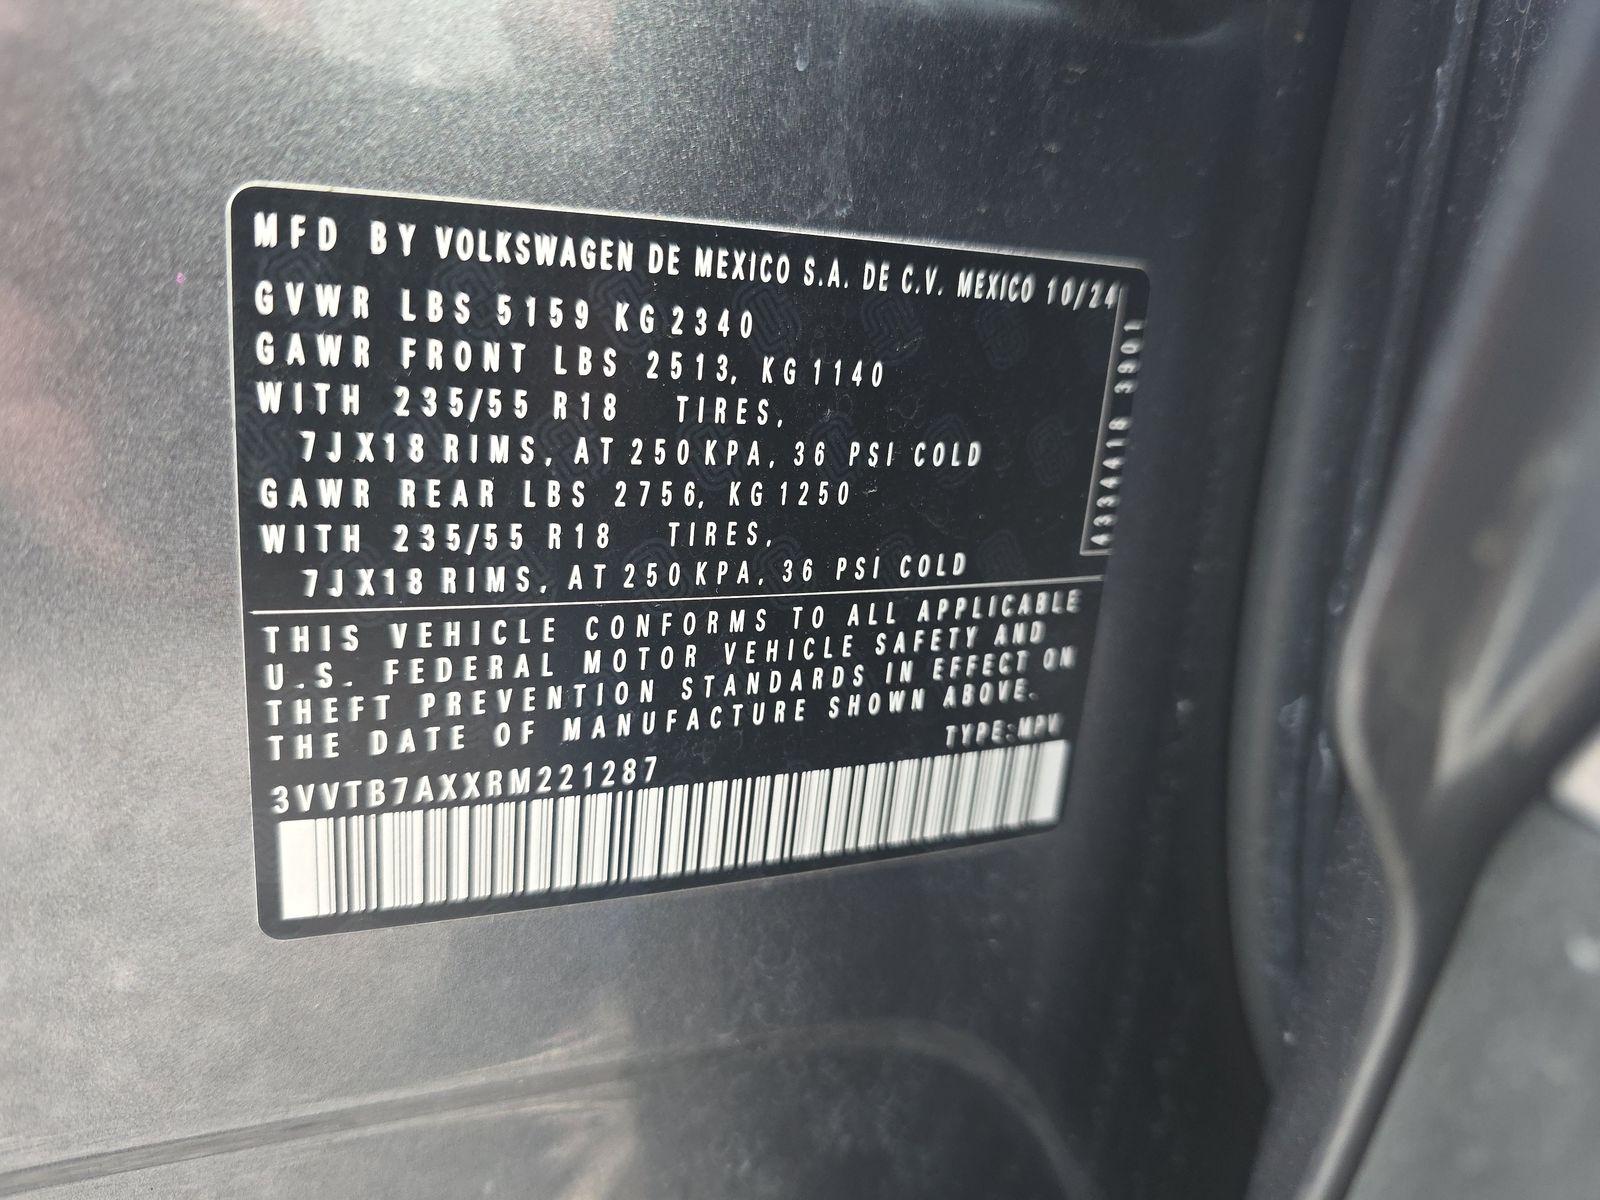 MFD BY VOLKSWAGEN DE MEXICO S.A. DE C.V. MEXICO 10/24
GVWR LBS 5159 KG 2340
GAWR FRONT LBS 2513, KG 1140
WITH 235/55 R18 TIRES,
7JX18 RIMS, AT 250 KPA, 36 PSI COLD
GAWR REAR LBS 2756, KG 1250
WITH 235/55 R18 TIRES,
7JX18 RIMS, AT 250 KPA, 36 PSI COLD
4334418 3901
THIS VEHICLE CONFORMS TO ALL APPLICABLE
U.S. FEDERAL MOTOR VEHICLE SAFETY AND
THEFT PREVENTION STANDARDS IN EFFECT ON
THE DATE OF MANUFACTURE SHOWN ABOVE.
TYPE:MPV
3VVTB7AXXRM221287